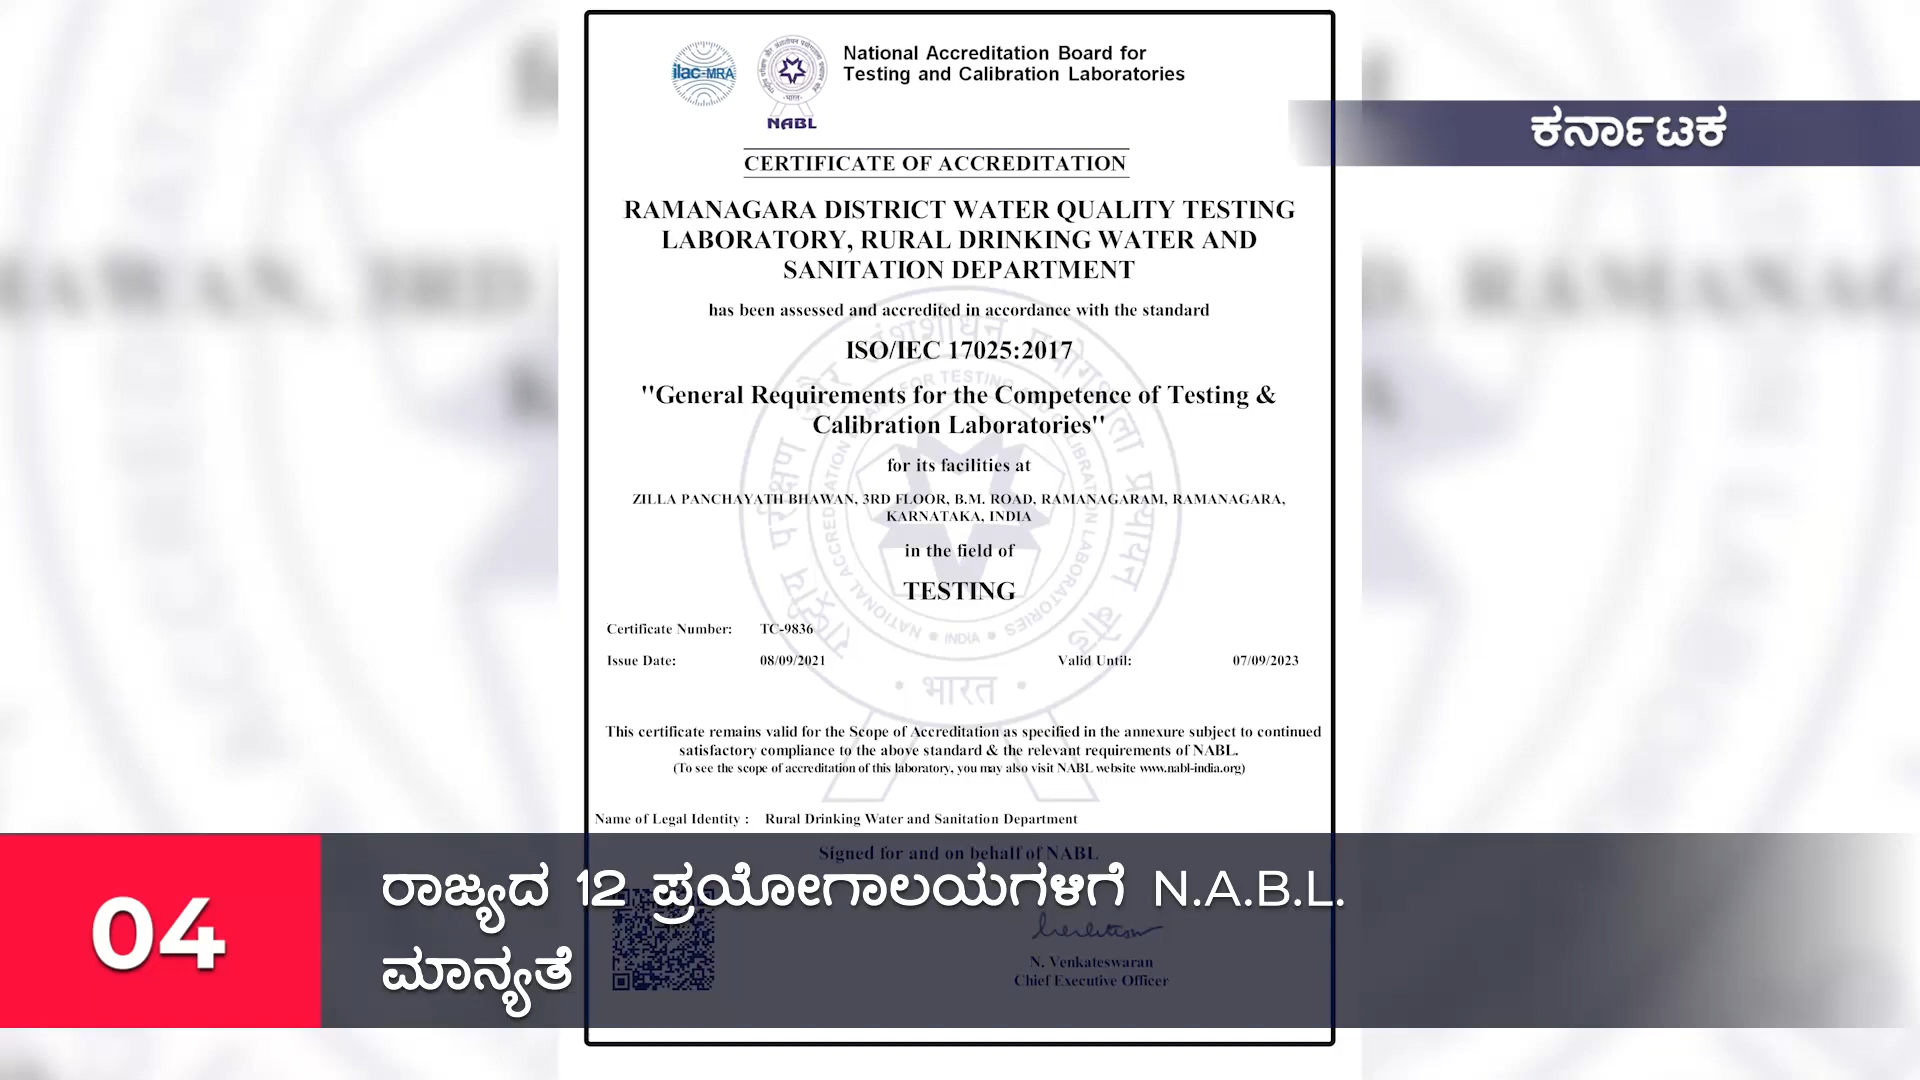 ilac-MRA
NABL
National Accreditation Board for
Testing and Calibration Laboratories
ಕರ್ನಾಟಕ
CERTIFICATE OF ACCREDITATION
RAMANAGARA DISTRICT WATER QUALITY TESTING
LABORATORY, RURAL DRINKING WATER AND
SANITATION DEPARTMENT
has been assessed and accredited in accordance with the standard
ISO/IEC 17025:2017
"General Requirements for the Competence of Testing &
Calibration Laboratories"
for its facilities at
ZILLA PANCHAYATH BHAWAN, 3RD FLOOR, B.M. ROAD, RAMANAGARAM, RAMANAGARA,
KARNATAKA, INDIA
in the field of
TESTING
Certificate Number: TC-9836
Issue Date: 08/09/2021 Valid Until: 07/09/2023
भारत
This certificate remains valid for the Scope of Accreditation as specified in the annexure subject to continued
satisfactory compliance to the above standard & the relevant requirements of NABL.
(To see the scope of accreditation of this laboratory, you may also visit NABL website www.nabl-india.org)
Name of Legal Identity : Rural Drinking Water and Sanitation Department
Signed for and on behalf of NABL
04
ರಾಜ್ಯದ 12 ಪ್ರಯೋಗಾಲಯಗಳಿಗೆ N.A.B.L.
ಮಾನ್ಯತೆ
N. Venkateswaran
Chief Executive Officer